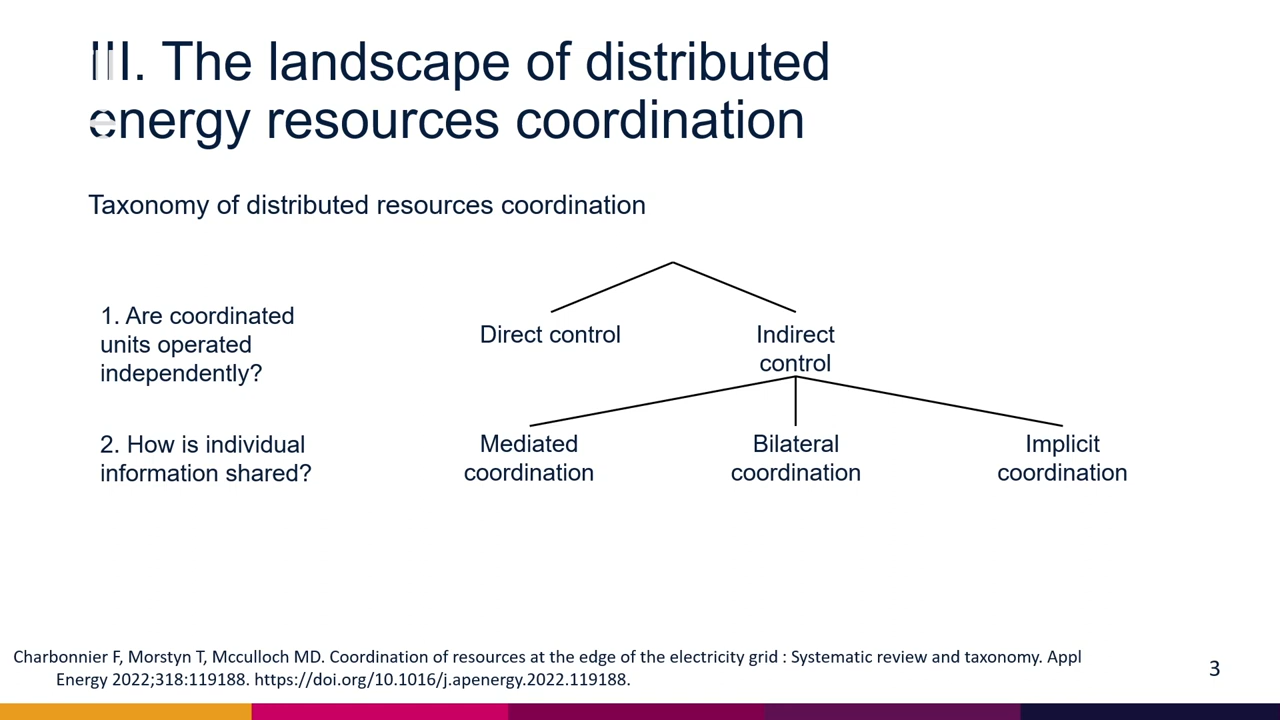 III. The landscape of distributed
energy resources coordination
Taxonomy of distributed resources coordination
1. Are coordinated
units operated
independently?
Direct control
Indirect
control
2. How is individual
information shared?
Mediated
coordination
Bilateral
coordination
Implicit
coordination
Charbonnier F, Morstyn T, Mcculloch MD. Coordination of resources at the edge of the electricity grid : Systematic review and taxonomy. Appl
Energy 2022;318:119188. https://doi.org/10.1016/j.apenergy.2022.119188.
3